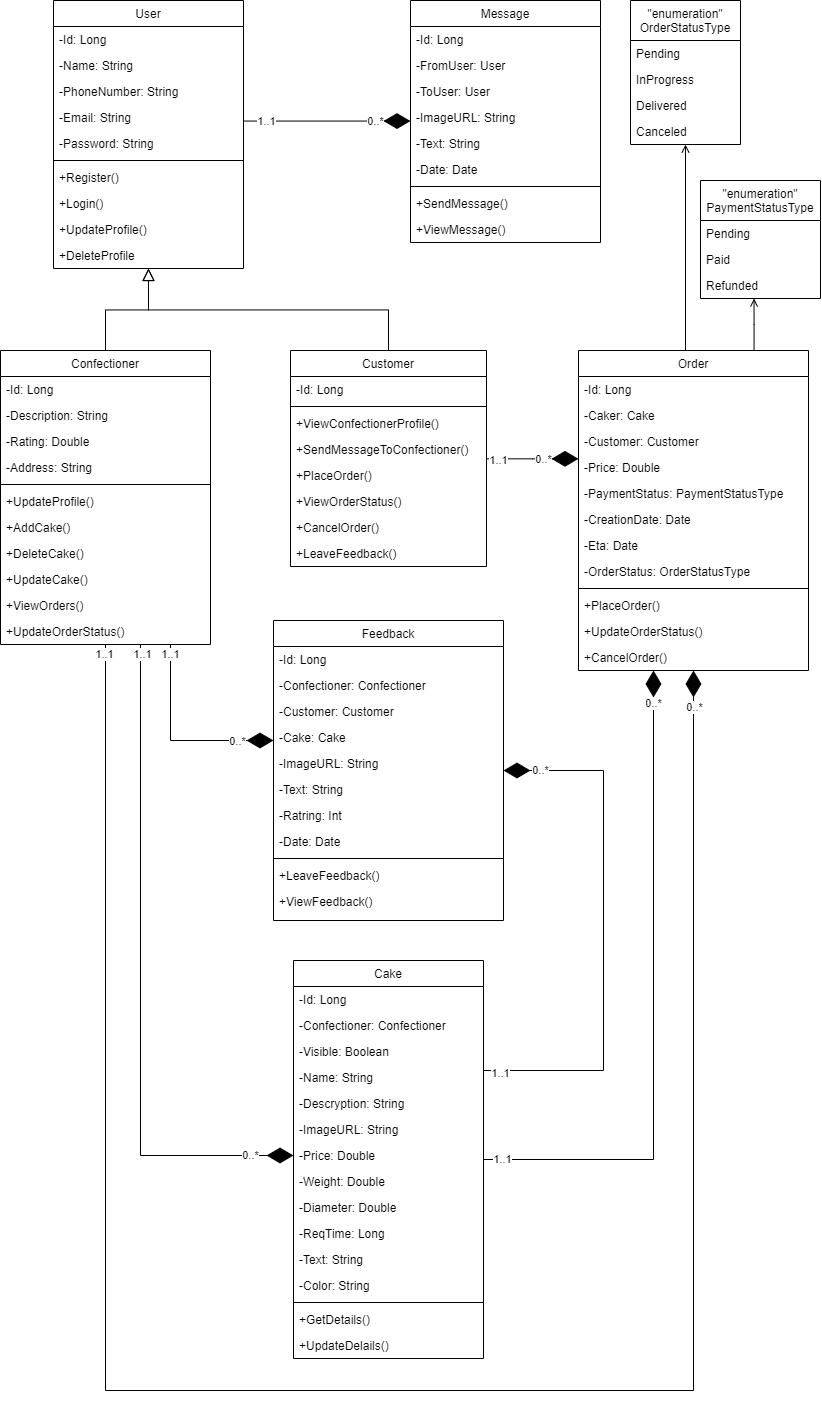 User
-Id: Long
-Name: String
-PhoneNumber: String
-Email: String
-Password: String
+Register()
+Login()
+UpdateProfile()
+DeleteProfile
1..1
0..*
Message
-Id: Long
-FromUser: User
-ToUser: User
-ImageURL: String
-Text: String
-Date: Date
+SendMessage()
+ViewMessage()
"enumeration"
OrderStatusType
Pending
InProgress
Delivered
Canceled
"enumeration"
PaymentStatusType
Pending
Paid
Refunded
Confectioner
-Id: Long
-Description: String
-Rating: Double
-Address: String
+UpdateProfile()
+AddCake()
+DeleteCake()
+UpdateCake()
+ViewOrders()
+UpdateOrderStatus()
1..1
1..1
1..1
Customer
-Id: Long
+ViewConfectionerProfile()
+SendMessageToConfectioner()
+PlaceOrder()
+ViewOrderStatus()
+CancelOrder()
+LeaveFeedback()
1..1
0..*
Order
-Id: Long
-Caker: Cake
-Customer: Customer
-Price: Double
-PaymentStatus: PaymentStatusType
-CreationDate: Date
-Eta: Date
-OrderStatus: OrderStatusType
+PlaceOrder()
+UpdateOrderStatus()
+CancelOrder()
0..*
0..*
Feedback
-Id: Long
-Confectioner: Confectioner
-Customer: Customer
-Cake: Cake
-ImageURL: String
-Text: String
-Ratring: Int
-Date: Date
+LeaveFeedback()
+ViewFeedback()
0..*
0..*
Cake
-Id: Long
-Confectioner: Confectioner
-Visible: Boolean
-Name: String
-Descryption: String
-ImageURL: String
-Price: Double
-Weight: Double
-Diameter: Double
-ReqTime: Long
-Text: String
-Color: String
+GetDetails()
+UpdateDelails()
1..1
1..1
0..*